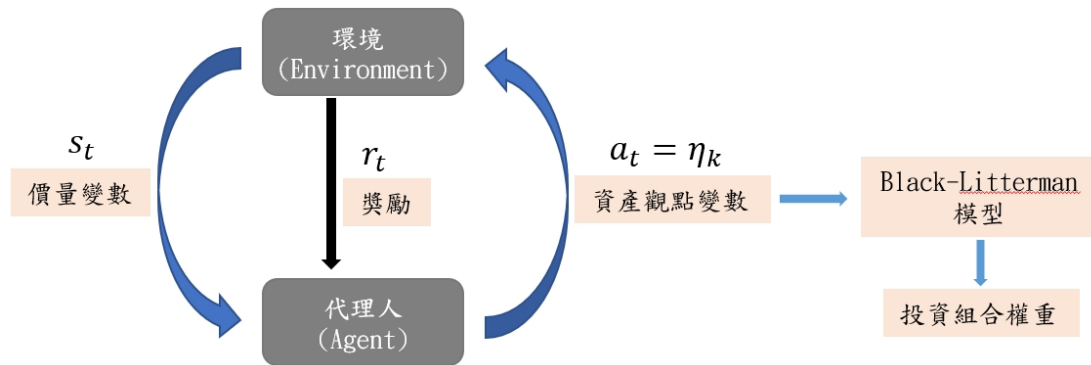 環境
(Environment)
s_t
價量變數
r_t
獎勵
a_t = η_k
資產觀點變數
Black-Litterman
模型
投資組合權重
代理人
(Agent)